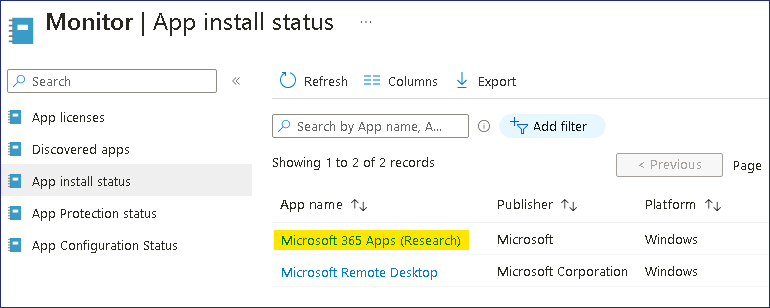 Monitor | App install status ...
Search «
App licenses
Discovered apps
App install status
App Protection status
App Configuration Status
Refresh Columns Export
Search by App name, A... Add filter
Showing 1 to 2 of 2 records < Previous Page
App name ↑↓ Publisher ↑↓ Platform ↑↓
Microsoft 365 Apps (Research) Microsoft Windows
Microsoft Remote Desktop Microsoft Corporation Windows